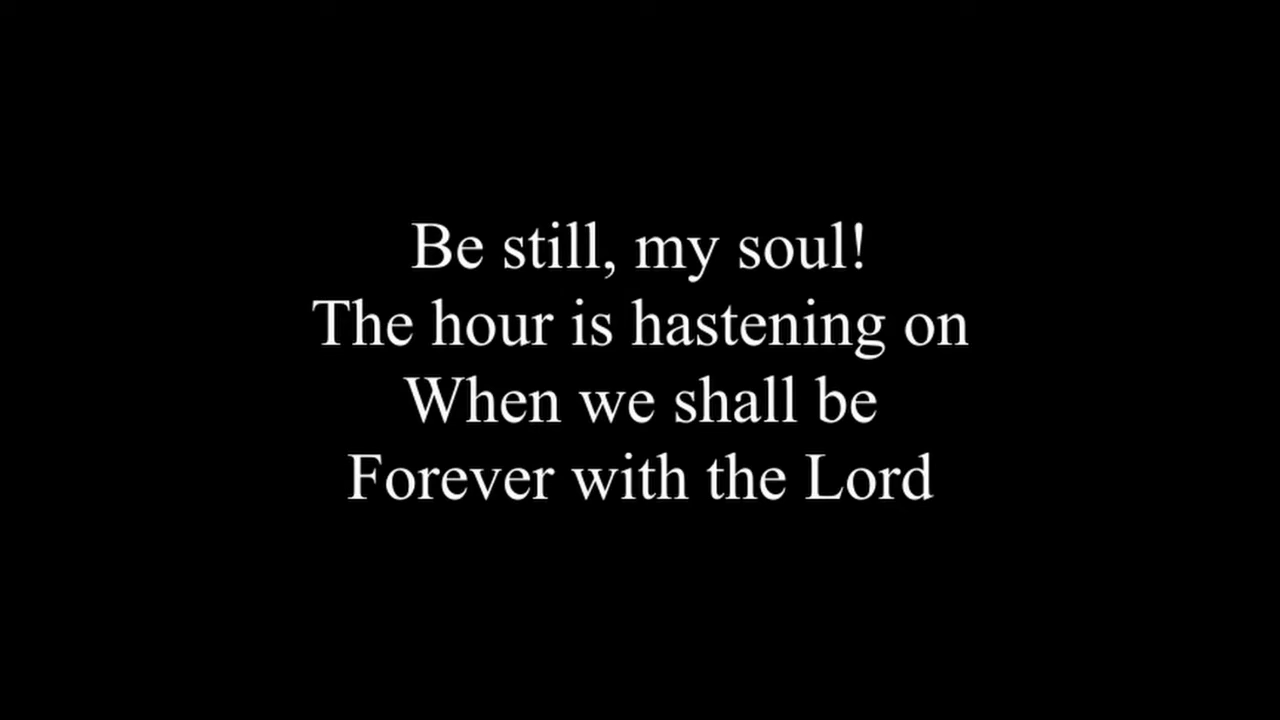 Be still, my soul!
The hour is hastening on
When we shall be
Forever with the Lord